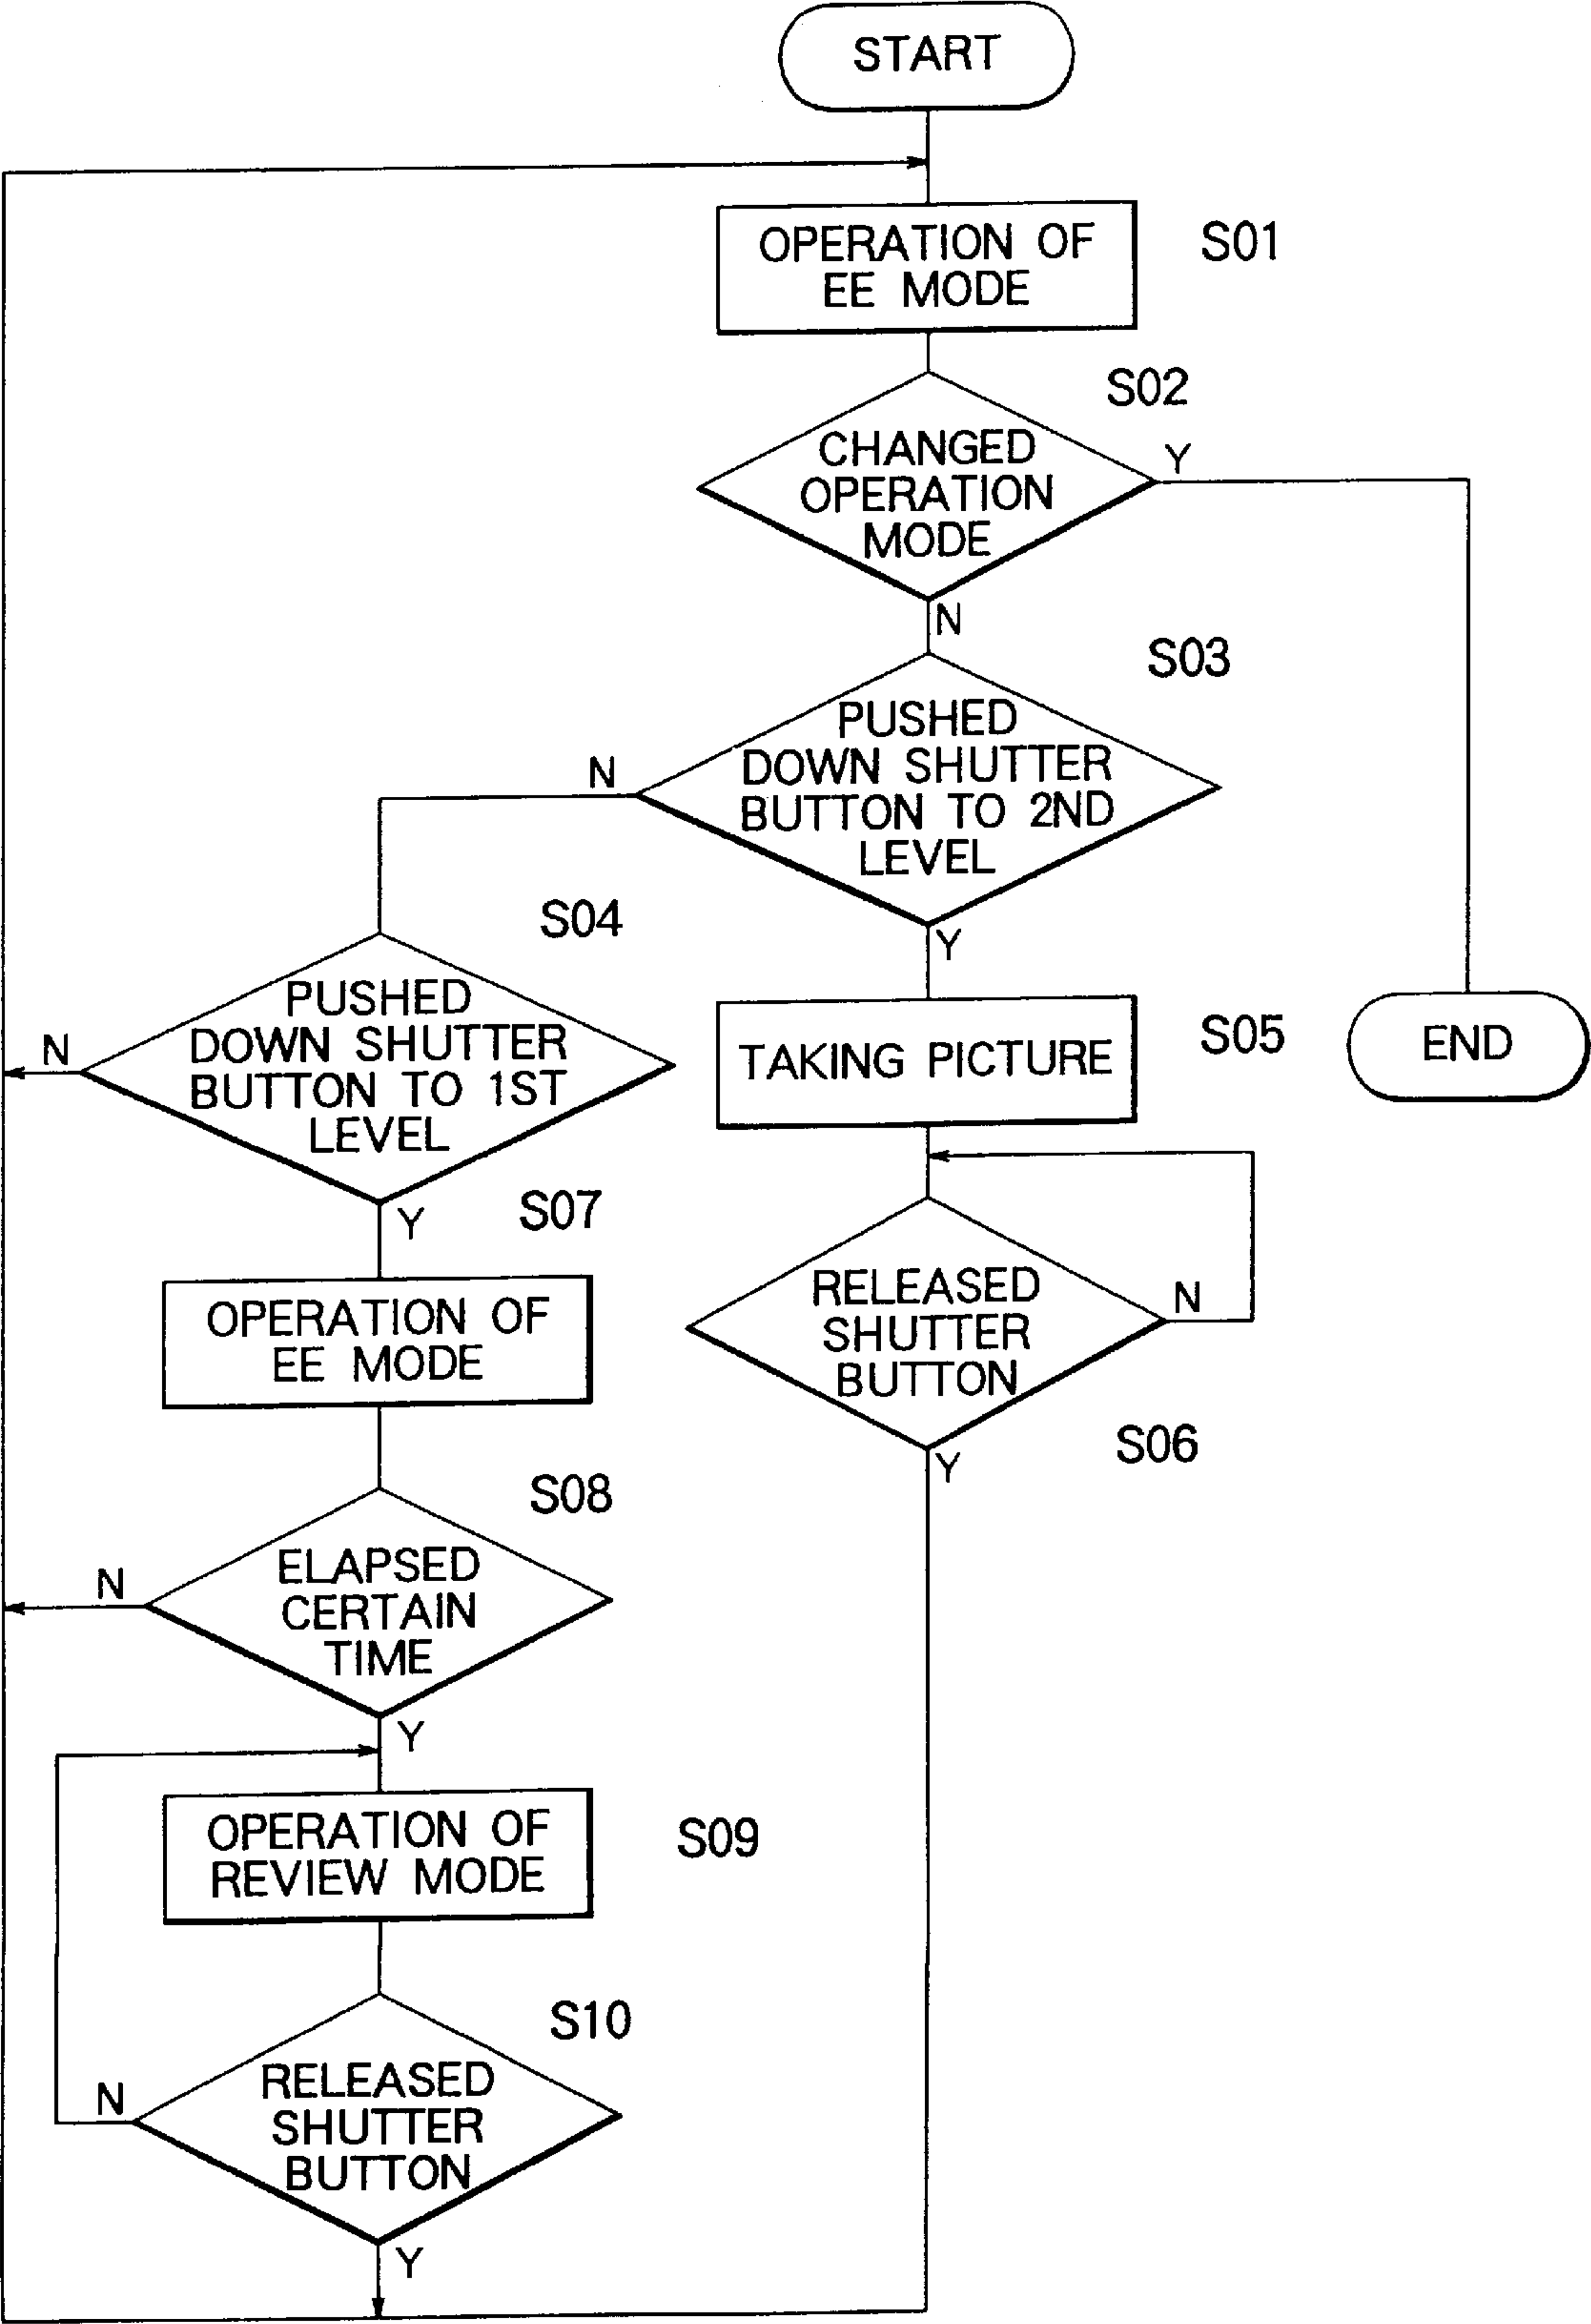 START
OPERATION OF
EE MODE
S01
S02
CHANGED
OPERATION
MODE
Y
N
S03
PUSHED
DOWN SHUTTER
BUTTON TO 2ND
LEVEL
N
Y
S04
PUSHED
DOWN SHUTTER
BUTTON TO 1ST
LEVEL
N
Y
TAKING PICTURE
S05
END
S07
OPERATION OF
EE MODE
RELEASED
SHUTTER
BUTTON
N
S06
Y
S08
ELAPSED
CERTAIN
TIME
N
Y
OPERATION OF
REVIEW MODE
S09
S10
RELEASED
SHUTTER
BUTTON
N
Y